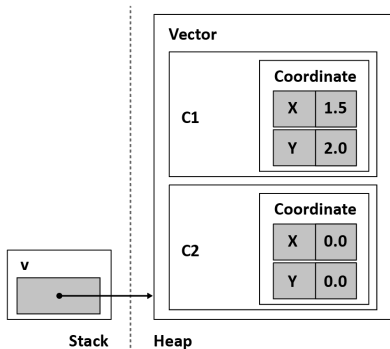 Vector
Coordinate
C1
X 1.5
Y 2.0
Coordinate
C2
X 0.0
Y 0.0
v
Stack Heap